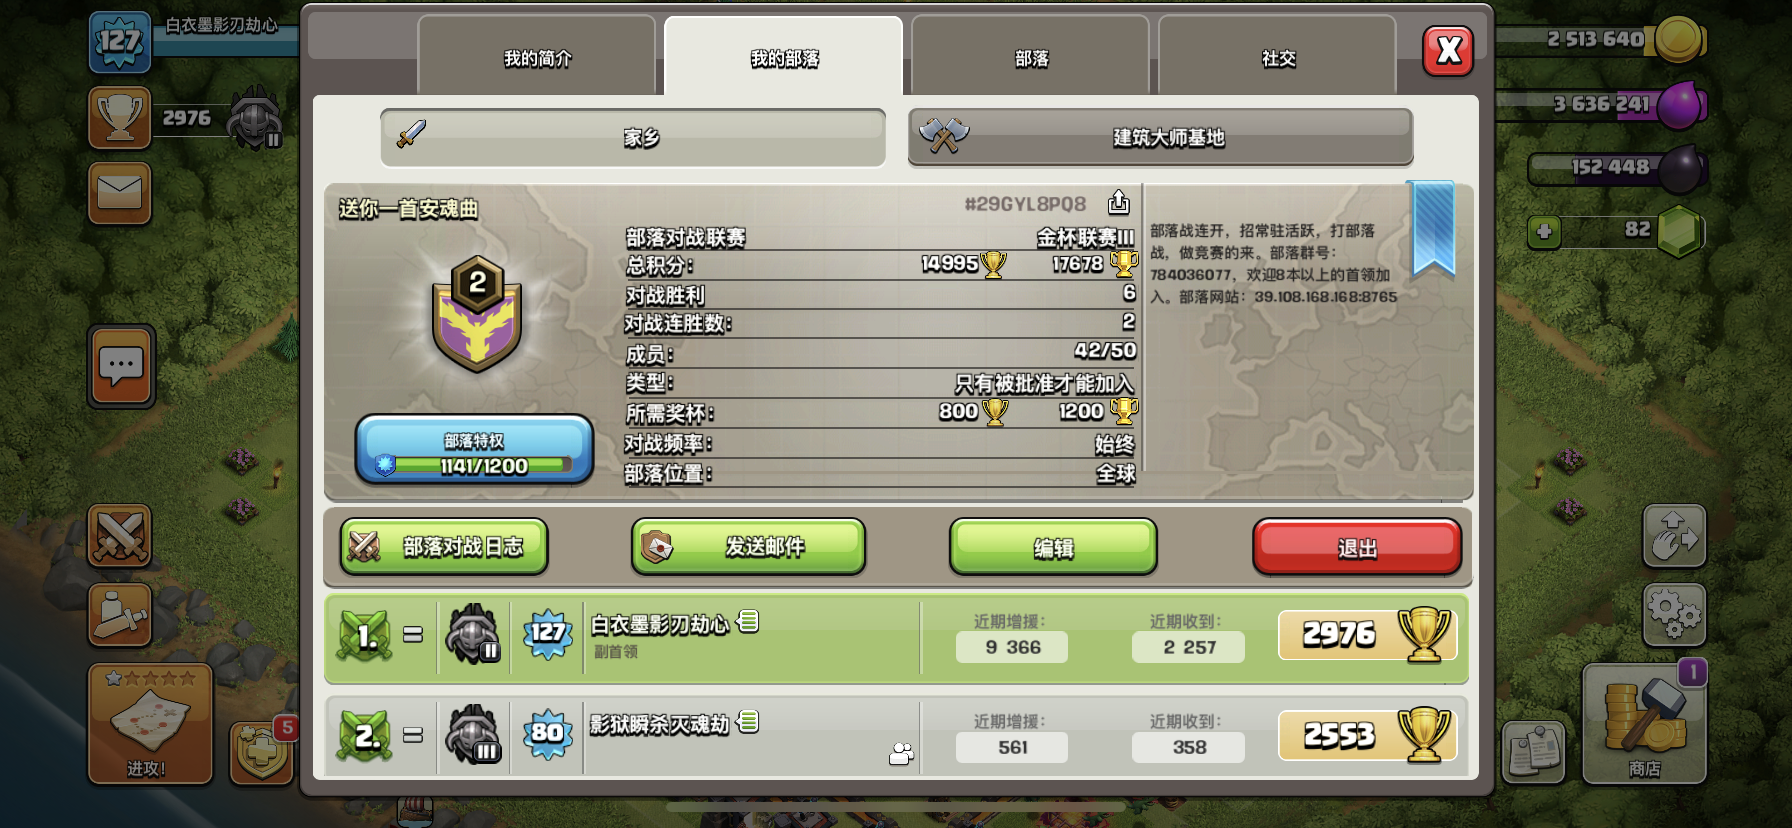 127
白衣墨影刃劫心
我的简介
我的部落
部落
社交
X
2 513 640
2976
3 636 241
152 448
82
家乡
建筑大师基地
送你一首安魂曲
#29GYL8PQ8
2
部落对战联赛
金杯联赛III
总积分:
14995
17678
对战胜利
6
对战连胜数:
2
成员:
42/50
类型:
只有被批准才能加入
所需奖杯:
800
1200
对战频率:
始终
部落位置:
全球
部落战连开，招常驻活跃，打部落
战，做竞赛的来。部落群号：
784036077，欢迎8本以上的首领加
入。部落网站：39.108.168.168:8765
部落特权
1141/1200
部落对战日志
发送邮件
编辑
退出
1.
127
白衣墨影刃劫心
副首领
近期增援:
9 366
近期收到:
2 257
2976
2.
80
影狱瞬杀灭魂劫
近期增援:
561
近期收到:
358
2553
进攻!
5
1
商店